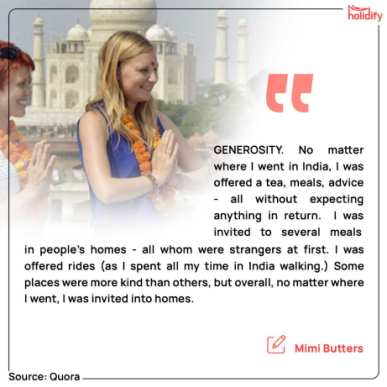 holidify
GENEROSITY. No matter
where I went in India, I was
offered a tea, meals, advice
- all without expecting
anything in return. I was
invited to several meals
in people's homes - all whom were strangers at first. I was
offered rides (as I spent all my time in India walking.) Some
places were more kind than others, but overall, no matter where
I went, I was invited into homes.
Mimi Butters
Source: Quora